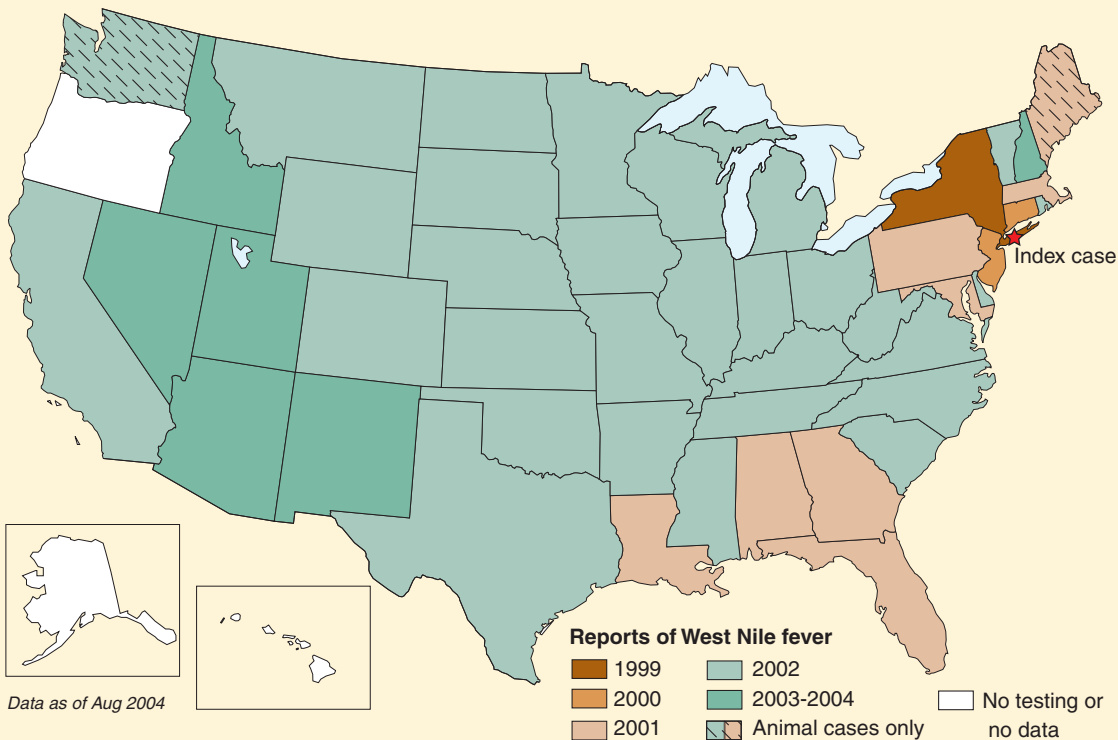 Index case
Reports of West Nile fever
1999
2000
2001
2002
2003-2004
Animal cases only
No testing or
no data
Data as of Aug 2004